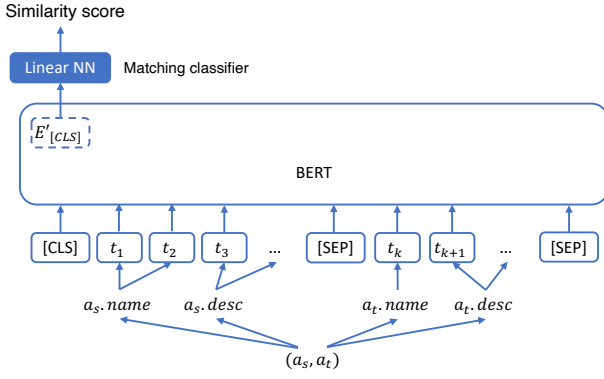 Similarity score
Linear NN Matching classifier
E'[CLS]
BERT
[CLS] t1 t2 t3 ... [SEP] tk tk+1 ... [SEP]
as.name as.desc at.name at.desc
(as, at)